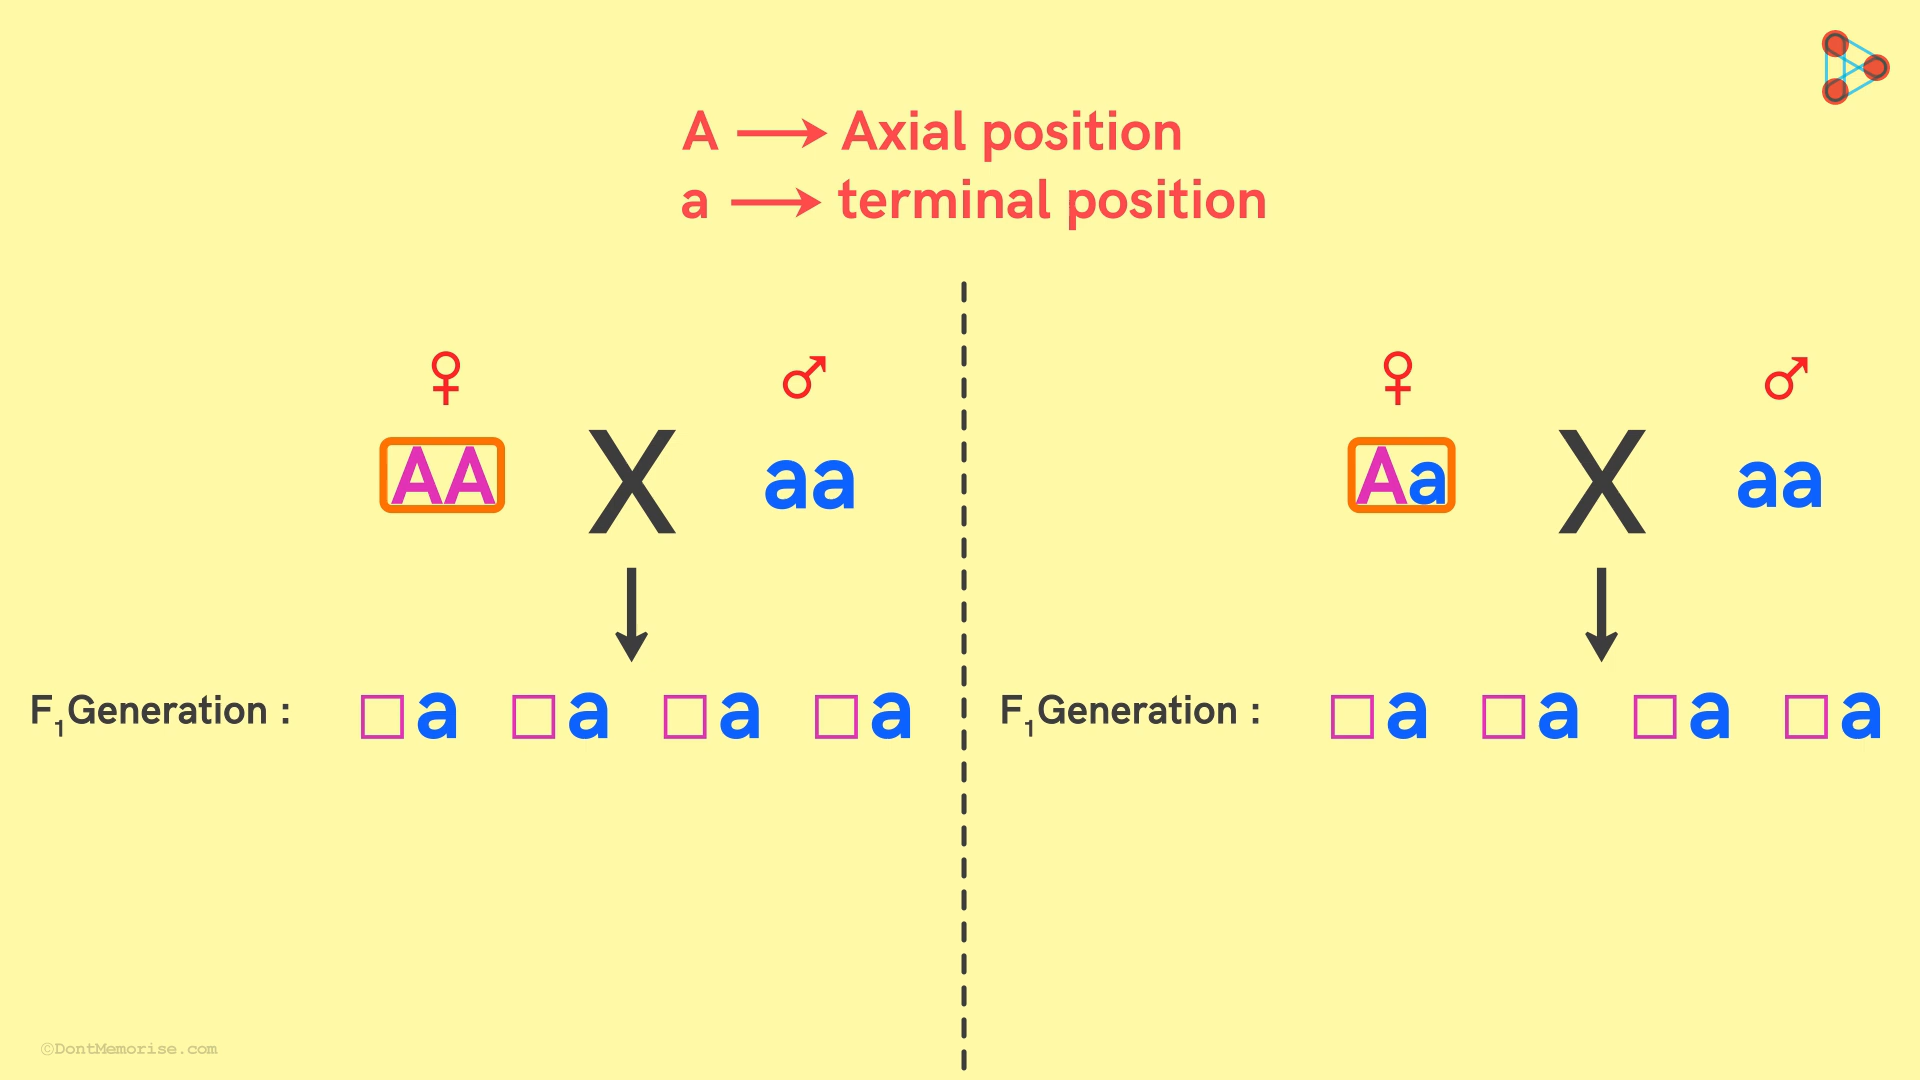 A → Axial position
a → terminal position
♀ ♂
AA X aa
F₁Generation : □a □a □a □a
♀ ♂
Aa X aa
F₁Generation : □a □a □a □a
©DontMemorise.com